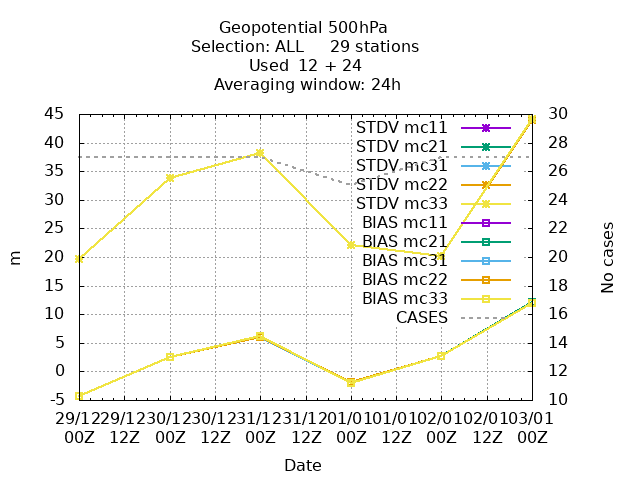 Geopotential 500hPa
Selection: ALL 29 stations
Used 12 + 24
Averaging window: 24h
45 30
STDV mc11
40 28
STDV mc21
STDV mc31
35 26
STDV mc22
30 24
STDV mc33
25 22
BIAS mc11
BIAS mc21
20 20
BIAS mc31
m
No cases
15 18
BIAS mc22
BIAS mc33
10 16
CASES
5 14
0 12
-5 10
29/12 29/12 30/12 30/12 31/12 31/12 01/01 01/01 02/01 02/01 03/01
00Z 12Z 00Z 12Z 00Z 12Z 00Z 12Z 00Z 12Z 00Z
Date